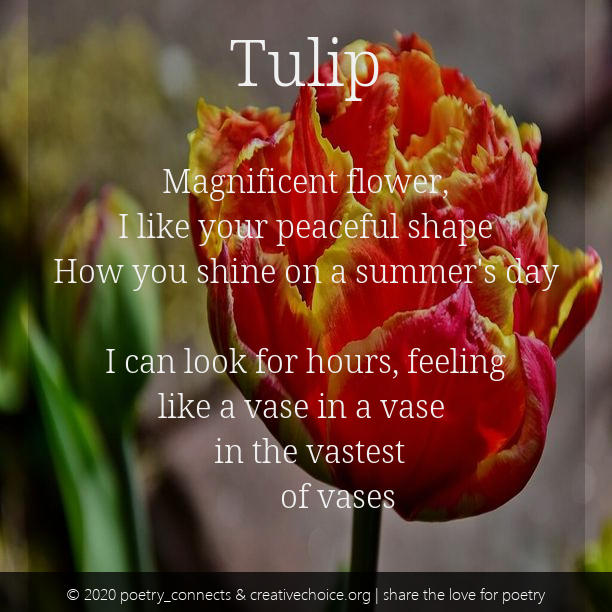 Tulip
Magnificent flower,
I like your peaceful shape
How you shine on a summer's day
I can look for hours, feeling
like a vase in a vase
in the vastest
of vases
© 2020 poetry_connects & creativechoice.org | share the love for poetry